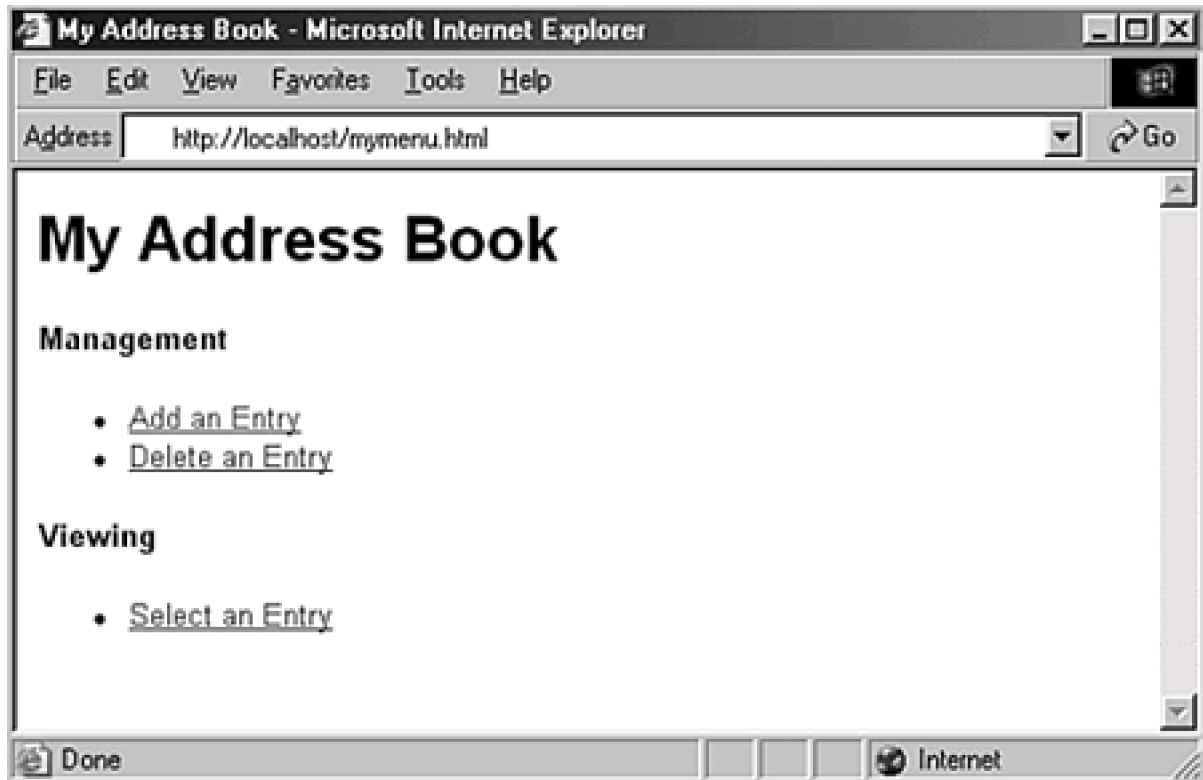 My Address Book - Microsoft Internet Explorer
File Edit View Favorites Tools Help
Address http://localhost/mymenu.html Go
My Address Book
Management
Add an Entry
Delete an Entry
Viewing
Select an Entry
Done Internet